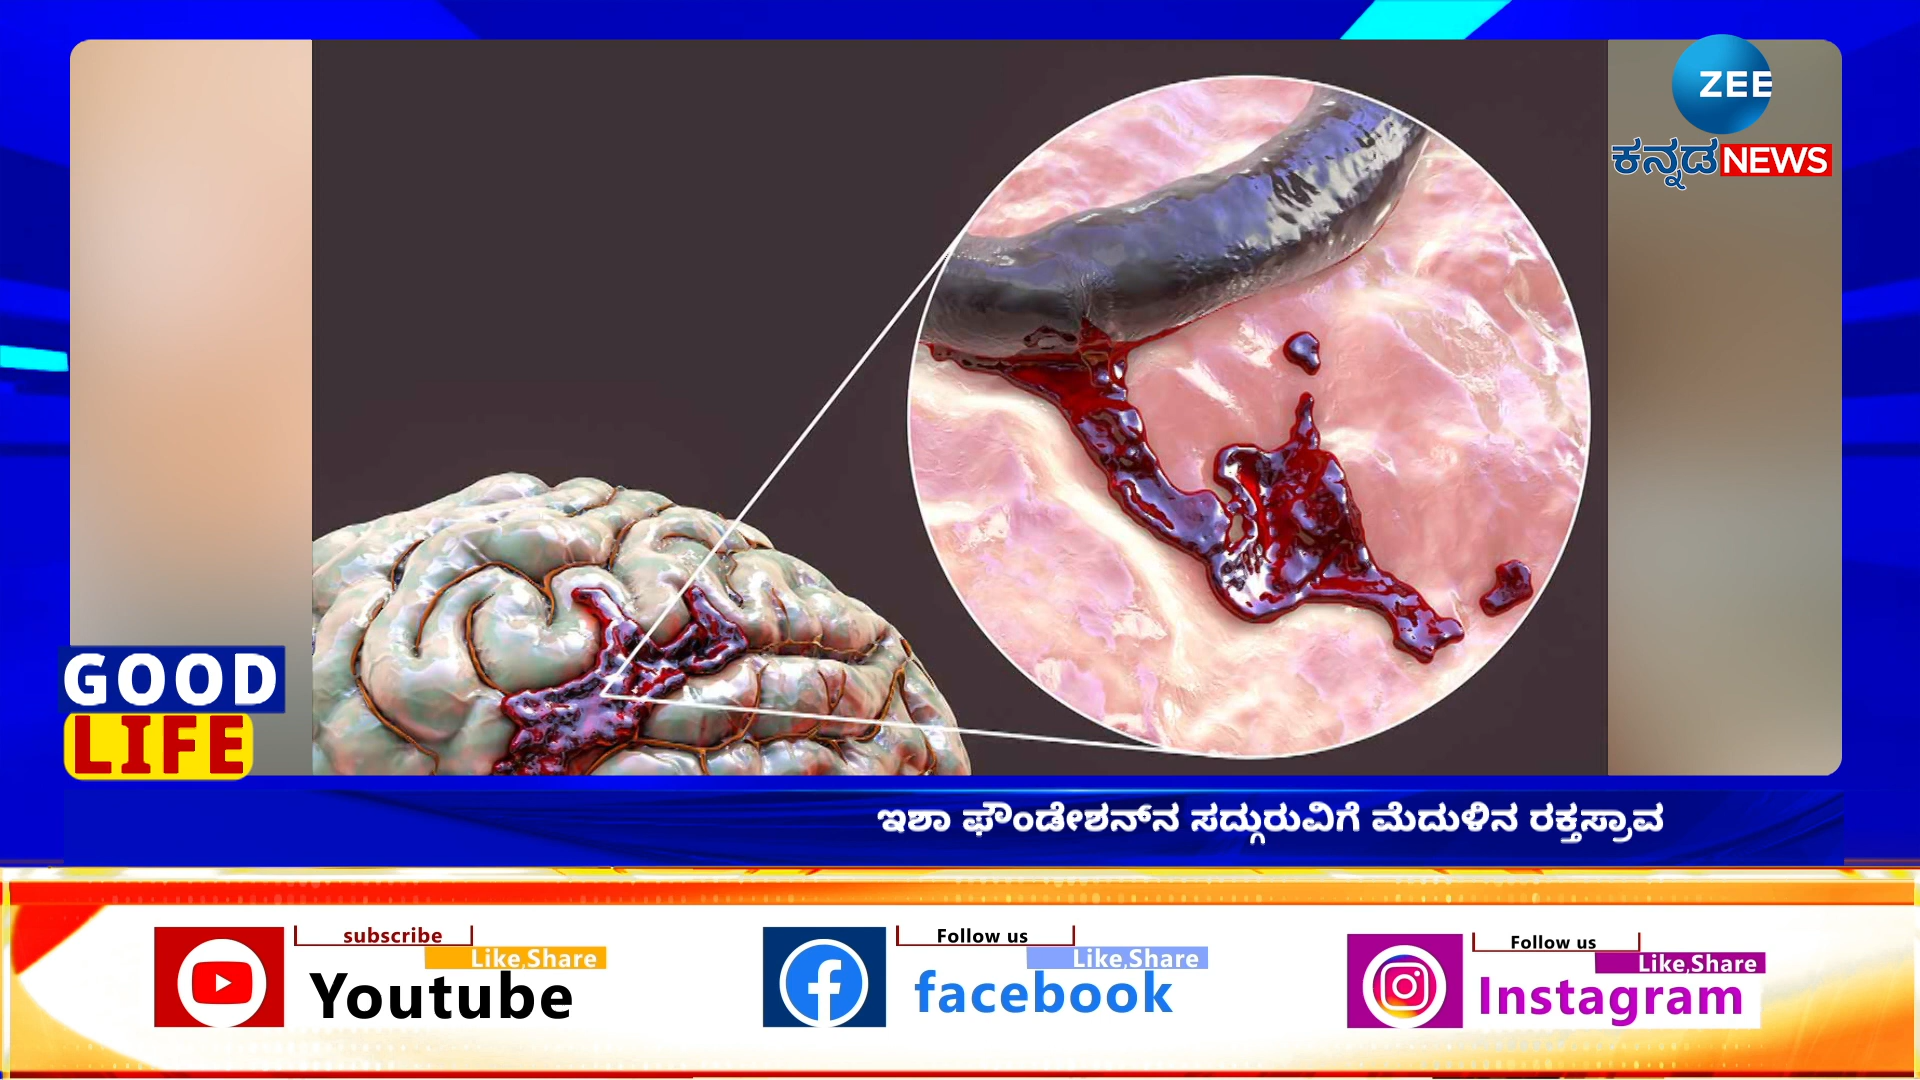 ZEE
ಕನ್ನಡ NEWS
GOOD
LIFE
ಇಶಾ ಫೌಂಡೇಶನ್‌ನ ಸದ್ಗುರುವಿಗೆ ಮೆದುಳಿನ ರಕ್ತಸ್ರಾವ
subscribe
Like,Share
Youtube
Follow us
Like,Share
facebook
Follow us
Like,Share
Instagram